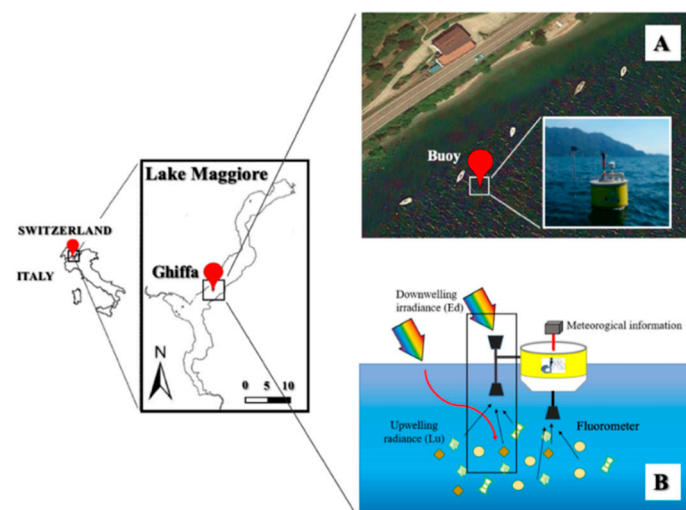 SWITZERLAND
ITALY
Lake Maggiore
Ghiffa
N
0 5 10
A
Buoy
Downwelling
irradiance (Ed)
Meteorogical information
Upwelling
radiance (Lu)
Fluorometer
B